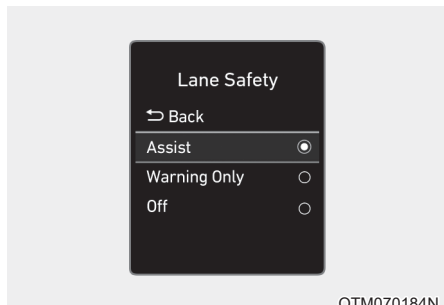 Lane Safety
Back
Assist
Warning Only
Off
OTM070184N